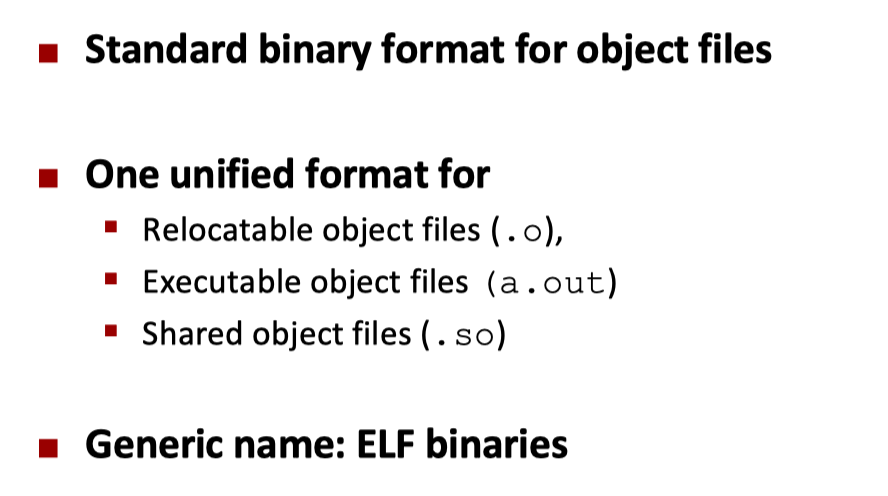 Standard binary format for object files
One unified format for
Relocatable object files (.o),
Executable object files (a.out)
Shared object files (.so)
Generic name: ELF binaries